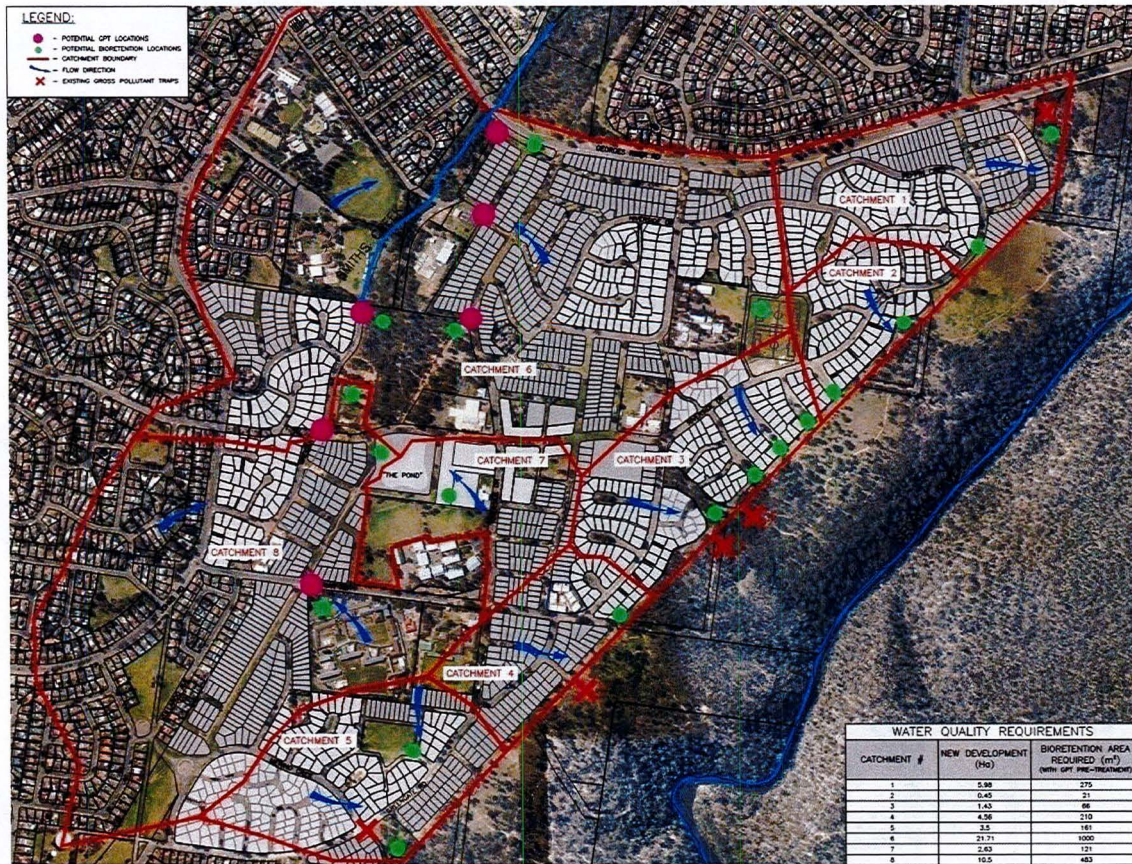 LEGEND:
- POTENTIAL GPT LOCATIONS
- POTENTIAL BIORETENTION LOCATIONS
- CATCHMENT BOUNDARY
- FLOW DIRECTION
- EXISTING GROSS POLLUTANT TRAPS
CATCHMENT 1
CATCHMENT 2
CATCHMENT 6
CATCHMENT 7
CATCHMENT 3
"THE POND"
CATCHMENT 8
CATCHMENT 4
CATCHMENT 5
WATER QUALITY REQUIREMENTS
CATCHMENT # NEW DEVELOPMENT (Ha) BIORETENTION AREA REQUIRED (m²) (WITH GPT PRE-TREATMENT)
1 5.98 275
2 0.45 21
3 1.43 66
4 4.56 210
5 3.5 161
6 21.71 1000
7 2.63 121
8 10.5 483